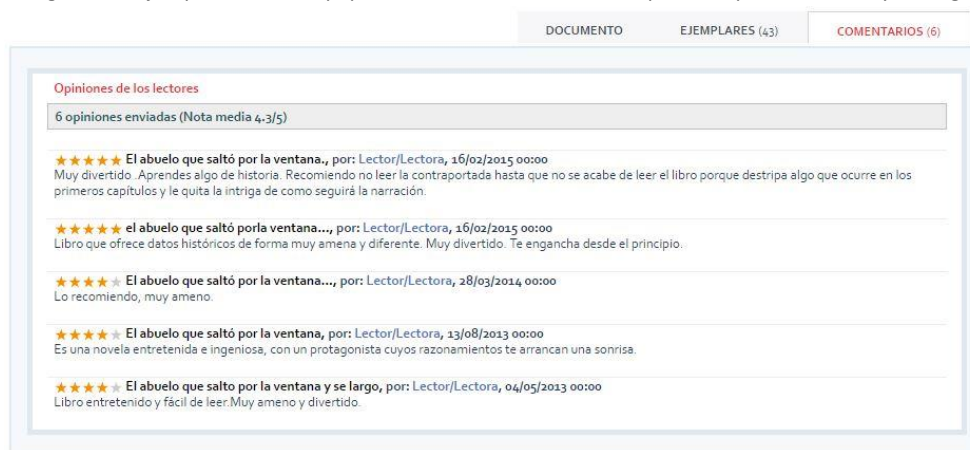 DOCUMENTO EJEMPLARES (43) COMENTARIOS (6)
Opiniones de los lectores
6 opiniones enviadas (Nota media 4.3/5)
El abuelo que saltó por la ventana., por: Lector/Lectora, 16/02/2015 00:00
Muy divertido .Aprendes algo de historia. Recomiendo no leer la contraportada hasta que no se acabe de leer el libro porque destripa algo que ocurre en los
primeros capítulos y le quita la intriga de como seguirá la narración.
el abuelo que saltó porla ventana..., por: Lector/Lectora, 16/02/2015 00:00
Libro que ofrece datos históricos de forma muy amena y diferente. Muy divertido. Te engancha desde el principio.
El abuelo que saltó por la ventana..., por: Lector/Lectora, 28/03/2014 00:00
Lo recomiendo, muy ameno.
El abuelo que saltó por la ventana, por: Lector/Lectora, 13/08/2013 00:00
Es una novela entretenida e ingeniosa, con un protagonista cuyos razonamientos te arrancan una sonrisa.
El abuelo que salto por la ventana y se largo, por: Lector/Lectora, 04/05/2013 00:00
Libro entretenido y fácil de leer.Muy ameno y divertido.